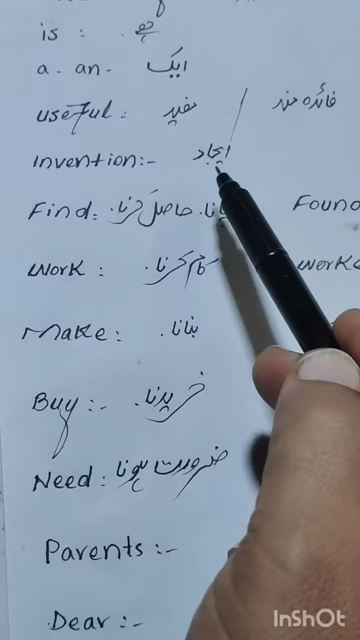 is: ہے
a. an. ایک
useful: مفید / فائدہ مند
Invention:- ایجاد
Find: پانا. حاصل کرنا. Found
Work: کام کرنا.
Make: بنانا.
Buy:- خریدنا.
Need: ضرورت ہونا
Parents:-
Dear:-
InShOt